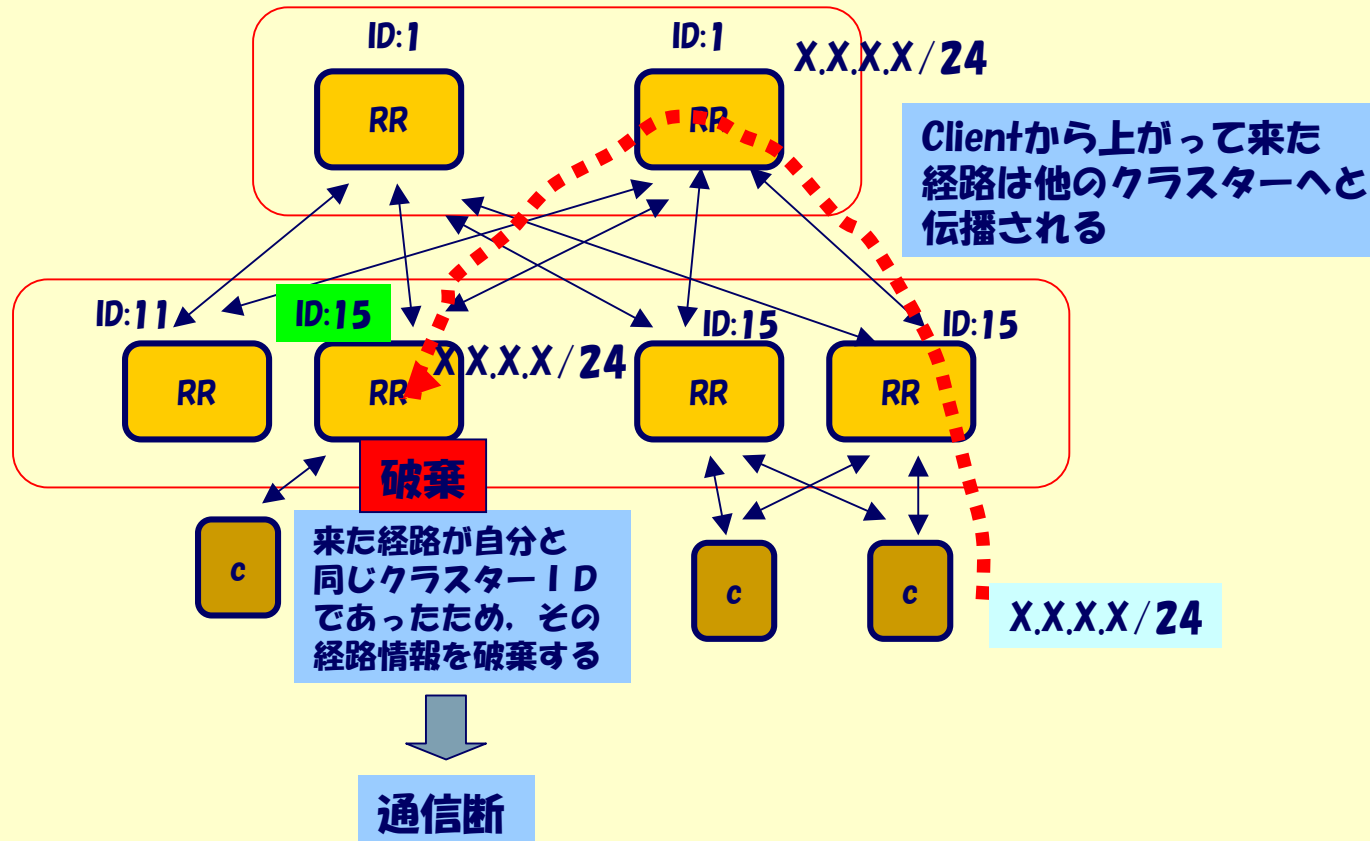 ID:1
ID:1
X.X.X.X/24
RR
RR
Clientから上がって来た
経路は他のクラスターへと
伝播される
ID:11
ID:15
ID:15
ID:15
X.X.X.X/24
RR
RR
RR
RR
破棄
来た経路が自分と
同じクラスターＩＤ
であったため，その
経路情報を破棄する
c
c
c
X.X.X.X/24
通信断